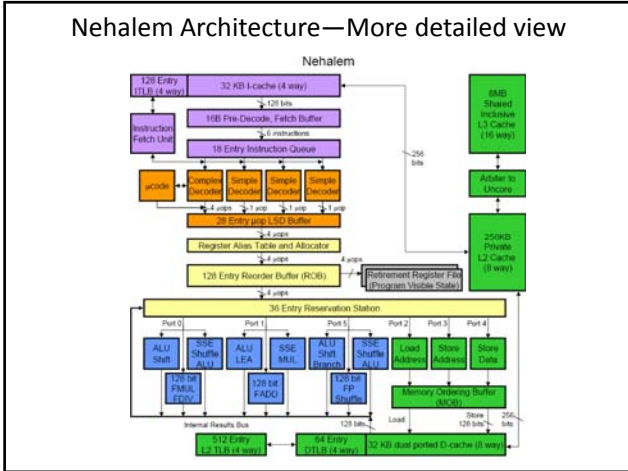 Nehalem Architecture—More detailed view
Nehalem
128 Entry
ITLB (4 way)
32 KB I-cache (4 way)
8MB
Shared
Inclusive
L3 Cache
(16 way)
128 bits
16B Pre-Decode, Fetch Buffer
Instruction
Fetch Unit
6 instructions
18 Entry Instruction Queue
256
bits
µcode
Complex
Decoder
Simple
Decoder
Simple
Decoder
Simple
Decoder
Arbiter to
Uncore
4 µops
1 µop
1 µop
1 µop
28 Entry µop LSD Buffer
4 µops
Register Alias Table and Allocator
256KB
Private
L2 Cache
(8 way)
4 µops
4 µops
128 Entry Reorder Buffer (ROB)
Retirement Register File
(Program Visible State)
4 µops
36 Entry Reservation Station
Port 0
Port 1
Port 5
Port 2
Port 3
Port 4
ALU
Shift
SSE
Shuffle
ALU
ALU
LEA
SSE
MUL
ALU
Shift
Branch
SSE
Shuffle
ALU
Load
Address
Store
Address
Store
Data
128 bit
FMUL
FDIV
128 bit
FADD
128 bit
FP
Shuffle
Memory Ordering Buffer
(MOB)
Internal Results Bus
128 bits
Load
Store
128 bits
256
bits
512 Entry
L2 TLB (4 way)
64 Entry
DTLB (4 way)
32 KB dual ported D-cache (8 way)